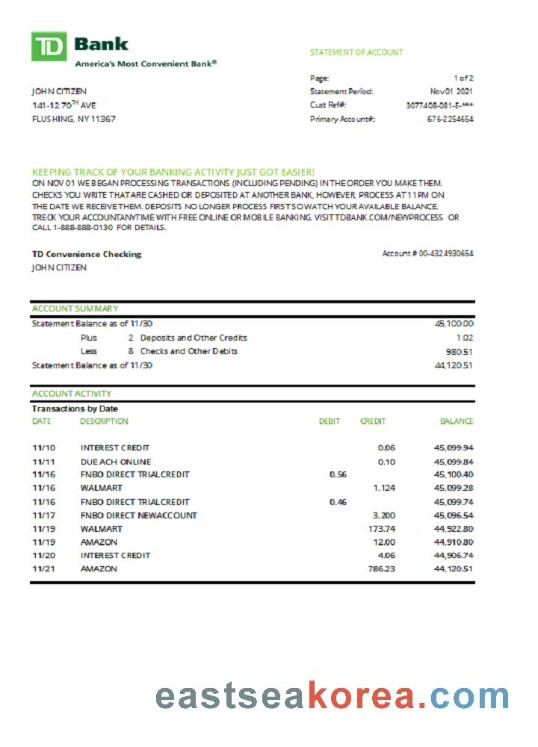 TD Bank
America's Most Convenient Bank®
STATEMENT OF ACCOUNT
Page: 1 of 2
JOHN CITIZEN Statement Period: Nov 01 2021
141-12 70TH AVE Cust Ref#: 3077408-081-E-***
FLUSHING, NY 11367 Primary Account#: 676-2254654
KEEPING TRACK OF YOUR BANKING ACTIVITY JUST GOT EASIER!
ON NOV 01 WE BEGAN PROCESSING TRANSACTIONS (INCLUDING PENDING) IN THE ORDER YOU MAKE THEM.
CHECKS YOU WRITE THAT ARE CASHED OR DEPOSITED AT ANOTHER BANK, HOWEVER, PROCESS AT 11PM ON
THE DATE WE RECEIVE THEM. DEPOSITS NO LONGER PROCESS FIRST SO WATCH YOUR AVAILABLE BALANCE.
TRECK YOUR ACCOUNT ANYTIME WITH FREE ONLINE OR MOBILE BANKING. VISIT TDBANK.COM/NEWPROCESS OR
CALL 1-888-888-0130 FOR DETAILS.
TD Convenience Checking Account # 00-4324930654
JOHN CITIZEN
ACCOUNT SUMMARY
Statement Balance as of 11/30 45,100.00
Plus 2 Deposits and Other Credits 1.02
Less 8 Checks and Other Debits 980.51
Statement Balance as of 11/30 44,120.51
ACCOUNT ACTIVITY
Transactions by Date
DATE DESCRIPTION DEBIT CREDIT BALANCE
11/10 INTEREST CREDIT 0.06 45,099.94
11/11 DUE ACH ONLINE 0.10 45,099.84
11/16 FNBO DIRECT TRIALCREDIT 0.56 45,100.40
11/16 WALMART 1.124 45,099.28
11/16 FNBO DIRECT TRIALCREDIT 0.46 45,099.74
11/17 FNBO DIRECT NEWACCOUNT 3.200 45,096.54
11/19 WALMART 173.74 44,922.80
11/19 AMAZON 12.00 44,910.80
11/20 INTEREST CREDIT 4.06 44,906.74
11/21 AMAZON 786.23 44,120.51
eastseakorea.com